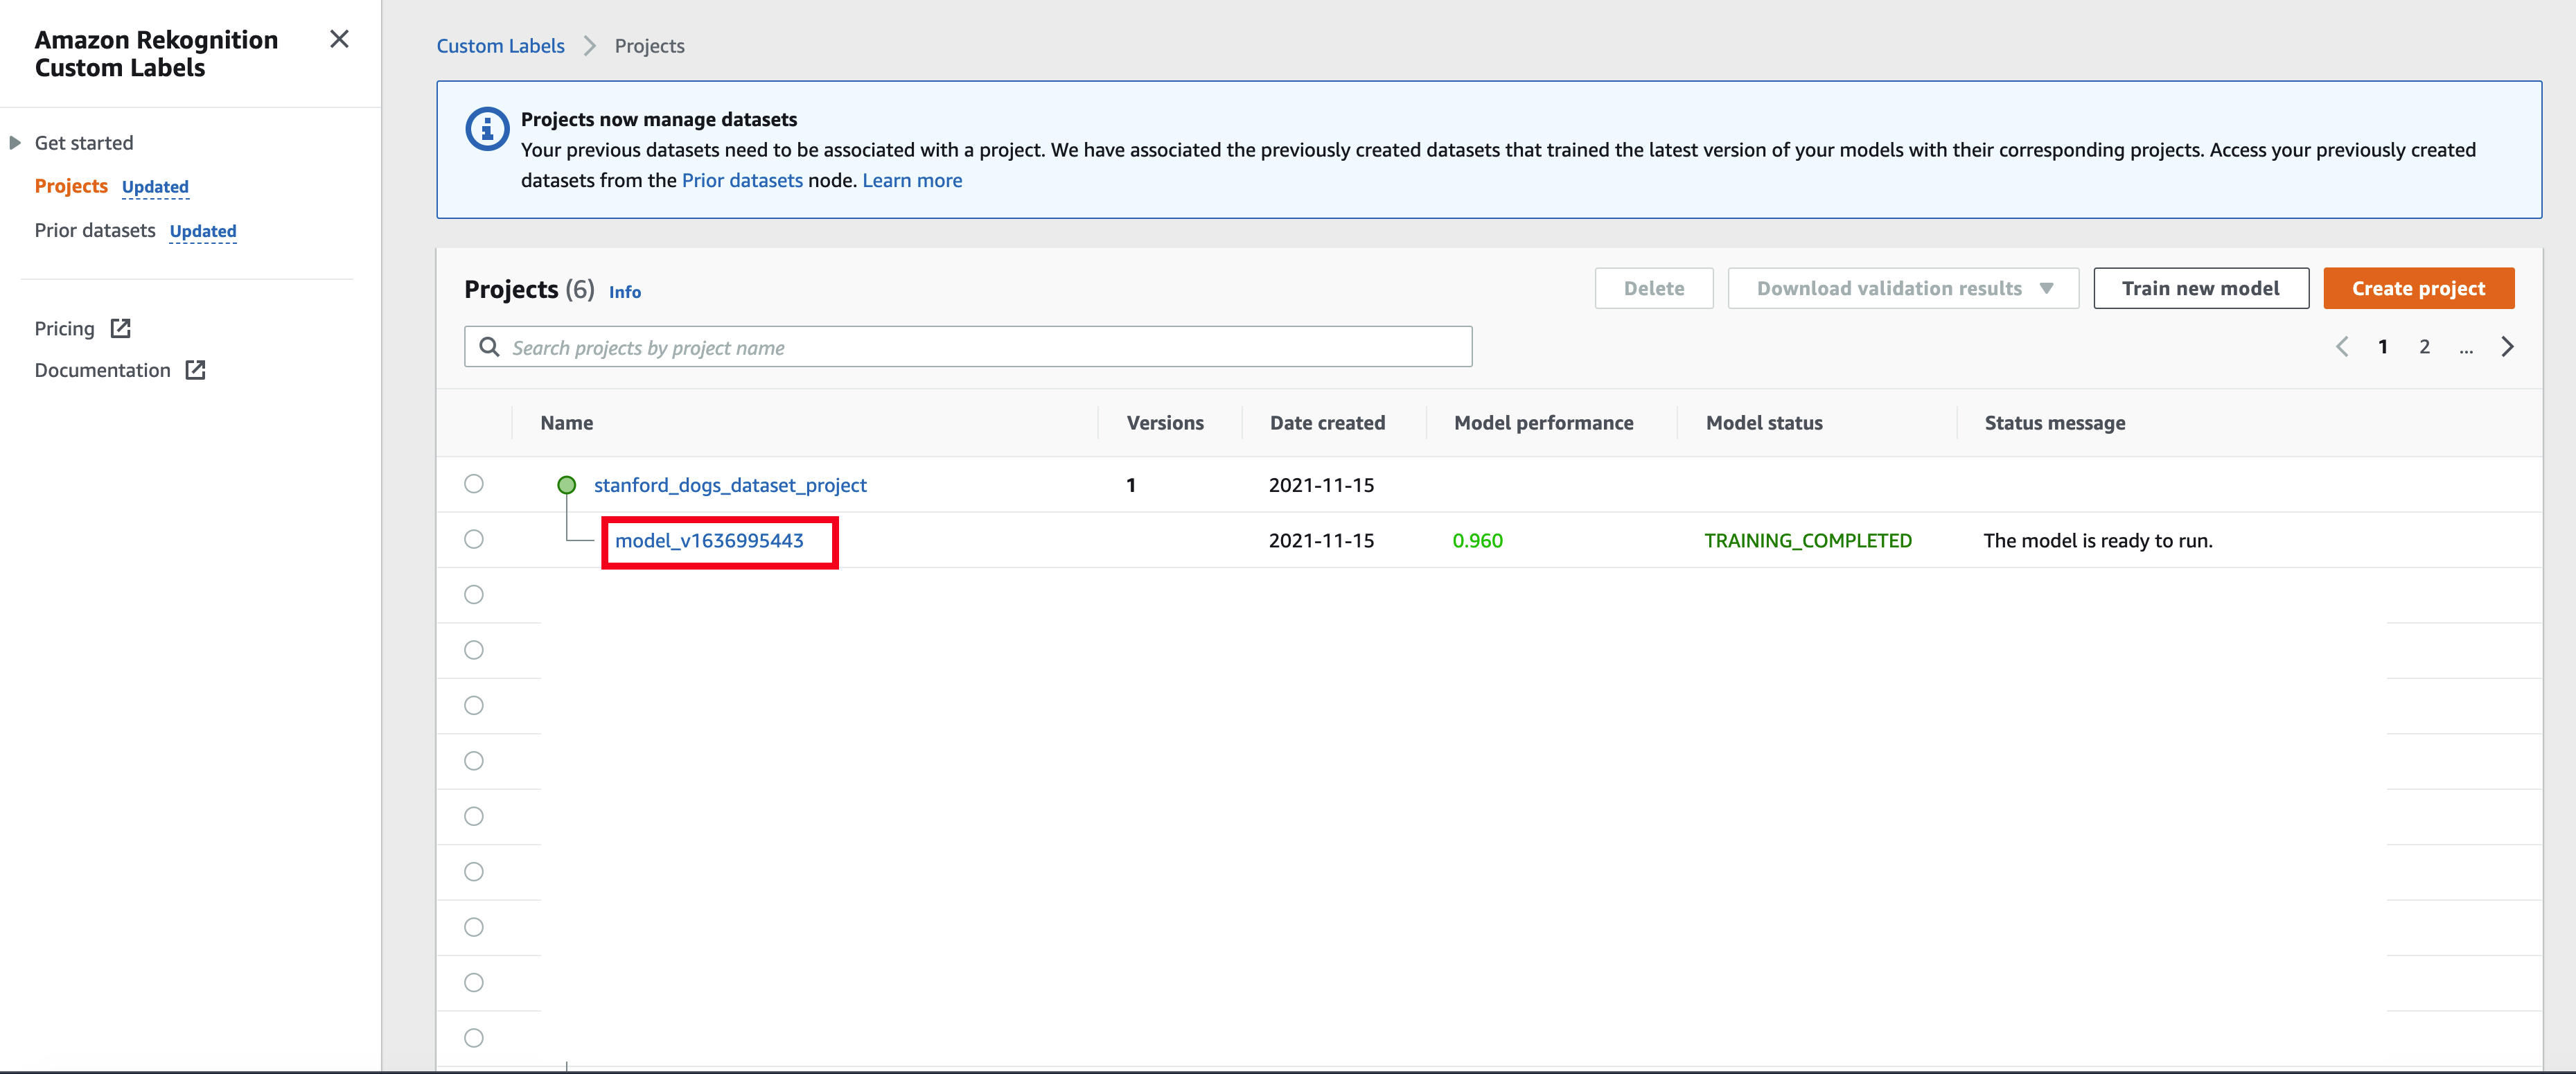 Amazon Rekognition
Custom Labels
Get started
Projects Updated
Prior datasets Updated
Pricing
Documentation
Custom Labels Projects
Projects now manage datasets
Your previous datasets need to be associated with a project. We have associated the previously created datasets that trained the latest version of your models with their corresponding projects. Access your previously created
datasets from the Prior datasets node. Learn more
Projects (6) Info
Delete
Download validation results
Train new model
Create project
Search projects by project name
1 2 ...
Name Versions Date created Model performance Model status Status message
stanford_dogs_dataset_project 1 2021-11-15
model_v1636995443 2021-11-15 0.960 TRAINING_COMPLETED The model is ready to run.